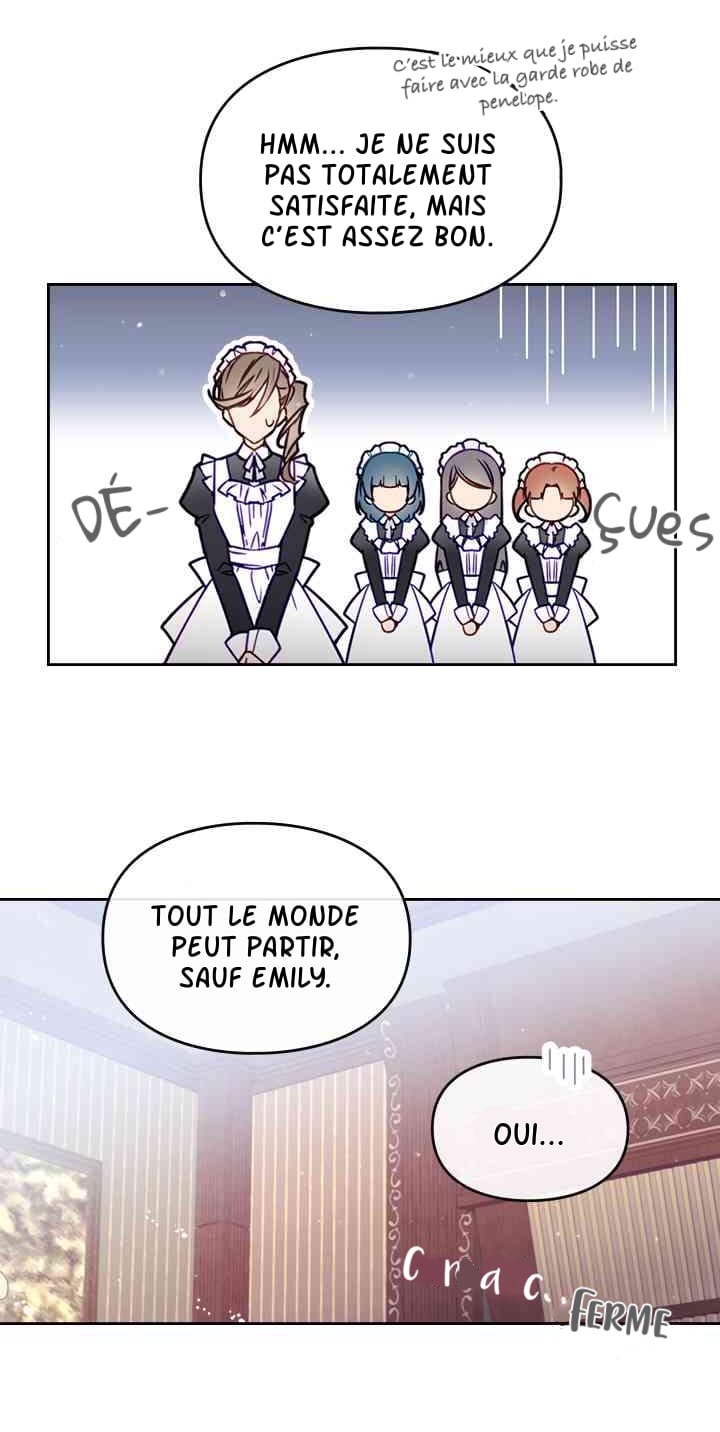 C'est le mieux que je puisse
faire avec la garde robe de
penelope.
HMM... JE NE SUIS
PAS TOTALEMENT
SATISFAITE, MAIS
C'EST ASSEZ BON.
DÉ-
ÇUES
TOUT LE MONDE
PEUT PARTIR,
SAUF EMILY.
OUI...
Crac..
FERME